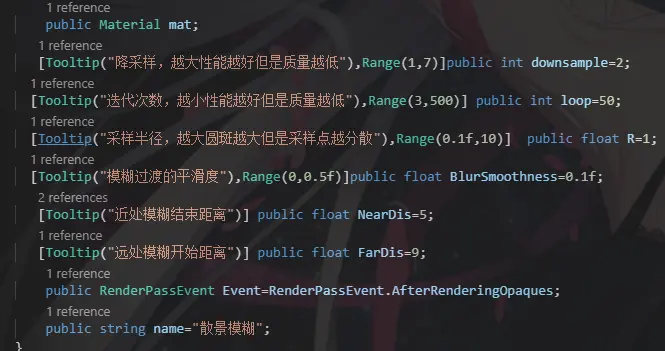 1 reference
public Material mat;
1 reference
[Tooltip("降采样，越大性能越好但是质量越低"),Range(1,7)]public int downsample=2;
1 reference
[Tooltip("迭代次数，越小性能越好但是质量越低"),Range(3,500)] public int loop=50;
1 reference
[Tooltip("采样半径，越大圆斑越大但是采样点越分散"),Range(0.1f,10)]  public float R=1;
1 reference
[Tooltip("模糊过渡的平滑度"),Range(0,0.5f)]public float BlurSmoothness=0.1f;
2 references
[Tooltip("近处模糊结束距离")] public float NearDis=5;
1 reference
[Tooltip("远处模糊开始距离")] public float FarDis=9;
1 reference
public RenderPassEvent Event=RenderPassEvent.AfterRenderingOpaques;
1 reference
public string name="散景模糊";
}